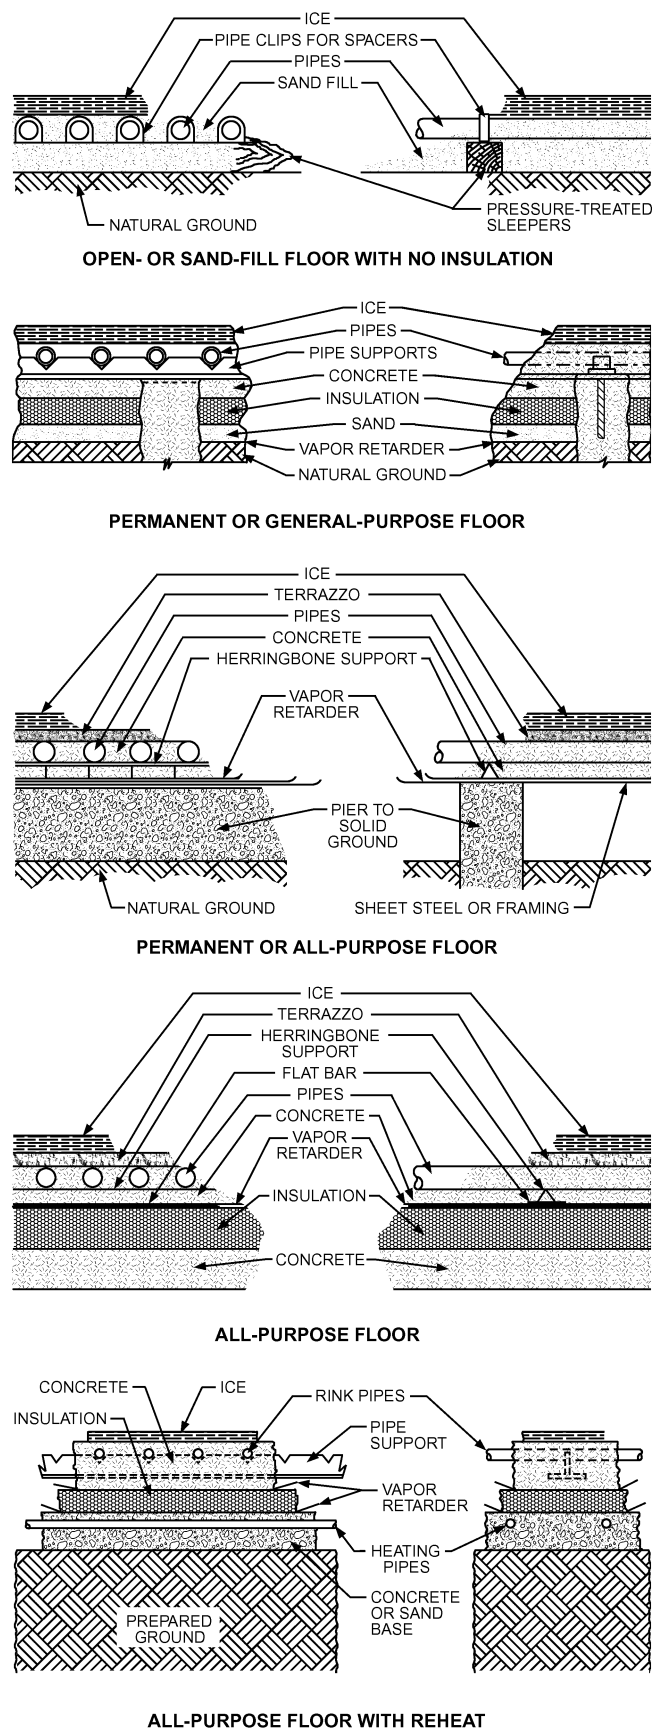 ICE
PIPE CLIPS FOR SPACERS
PIPES
SAND FILL
NATURAL GROUND
PRESSURE-TREATED
SLEEPERS
OPEN- OR SAND-FILL FLOOR WITH NO INSULATION
ICE
PIPES
PIPE SUPPORTS
CONCRETE
INSULATION
SAND
VAPOR RETARDER
NATURAL GROUND
PERMANENT OR GENERAL-PURPOSE FLOOR
ICE
TERRAZZO
PIPES
CONCRETE
HERRINGBONE SUPPORT
VAPOR
RETARDER
PIER TO
SOLID
GROUND
NATURAL GROUND
SHEET STEEL OR FRAMING
PERMANENT OR ALL-PURPOSE FLOOR
ICE
TERRAZZO
HERRINGBONE
SUPPORT
FLAT BAR
PIPES
CONCRETE
VAPOR
RETARDER
INSULATION
CONCRETE
ALL-PURPOSE FLOOR
CONCRETE
ICE
RINK PIPES
INSULATION
PIPE
SUPPORT
VAPOR
RETARDER
HEATING
PIPES
CONCRETE
OR SAND
BASE
PREPARED
GROUND
ALL-PURPOSE FLOOR WITH REHEAT